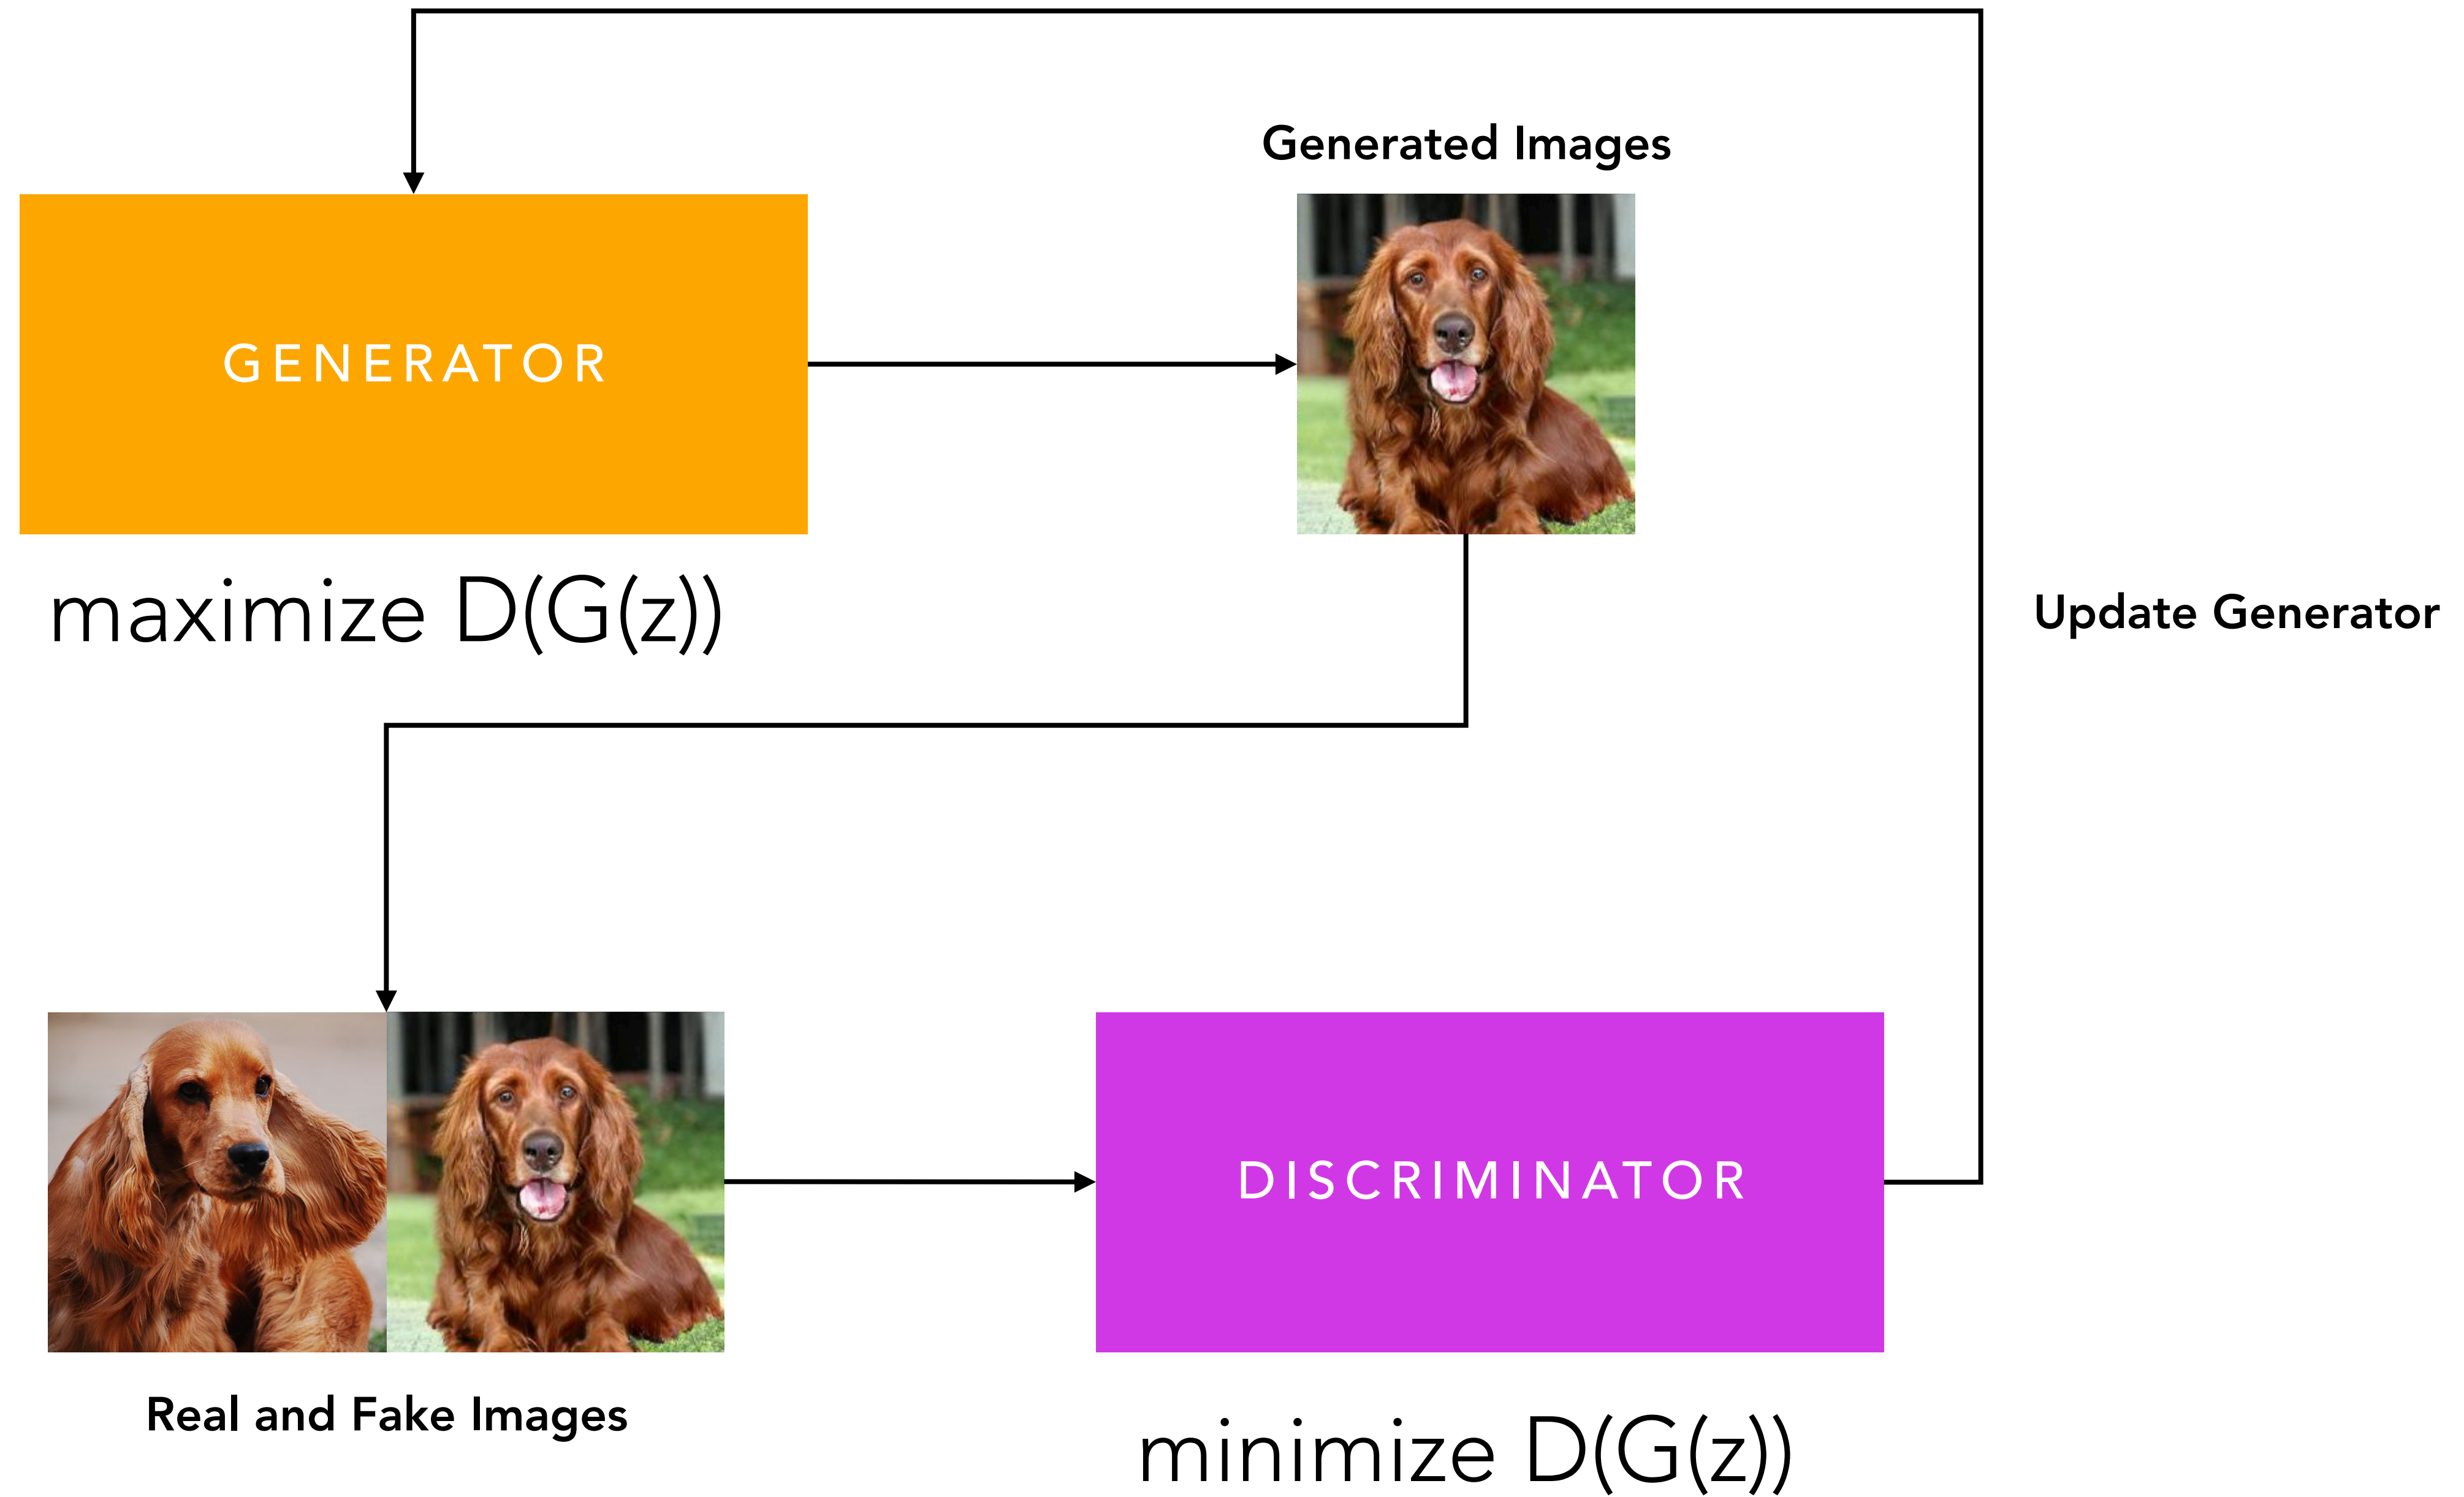 Generated Images
GENERATOR
maximize D(G(z))
Update Generator
DISCRIMINATOR
Real and Fake Images
minimize D(G(z))